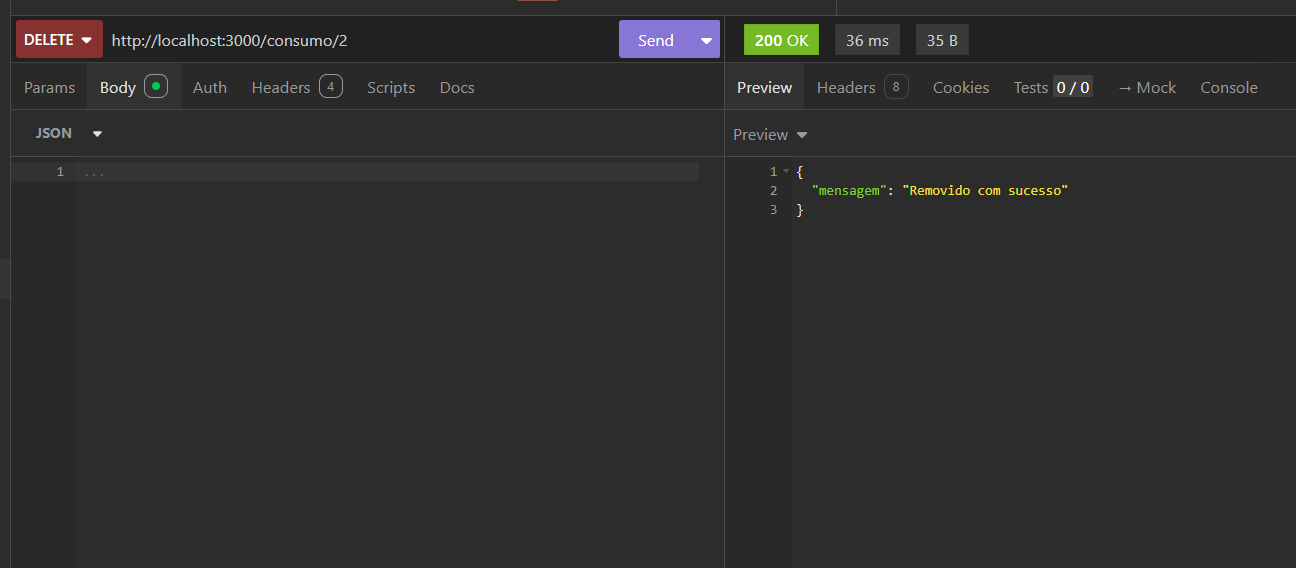 DELETE http://localhost:3000/consumo/2 Send 200 OK 36 ms 35 B
Params Body Auth Headers 4 Scripts Docs Preview Headers 8 Cookies Tests 0 / 0 → Mock Console
JSON Preview
1 ...
1 {
2 "mensagem": "Removido com sucesso"
3 }